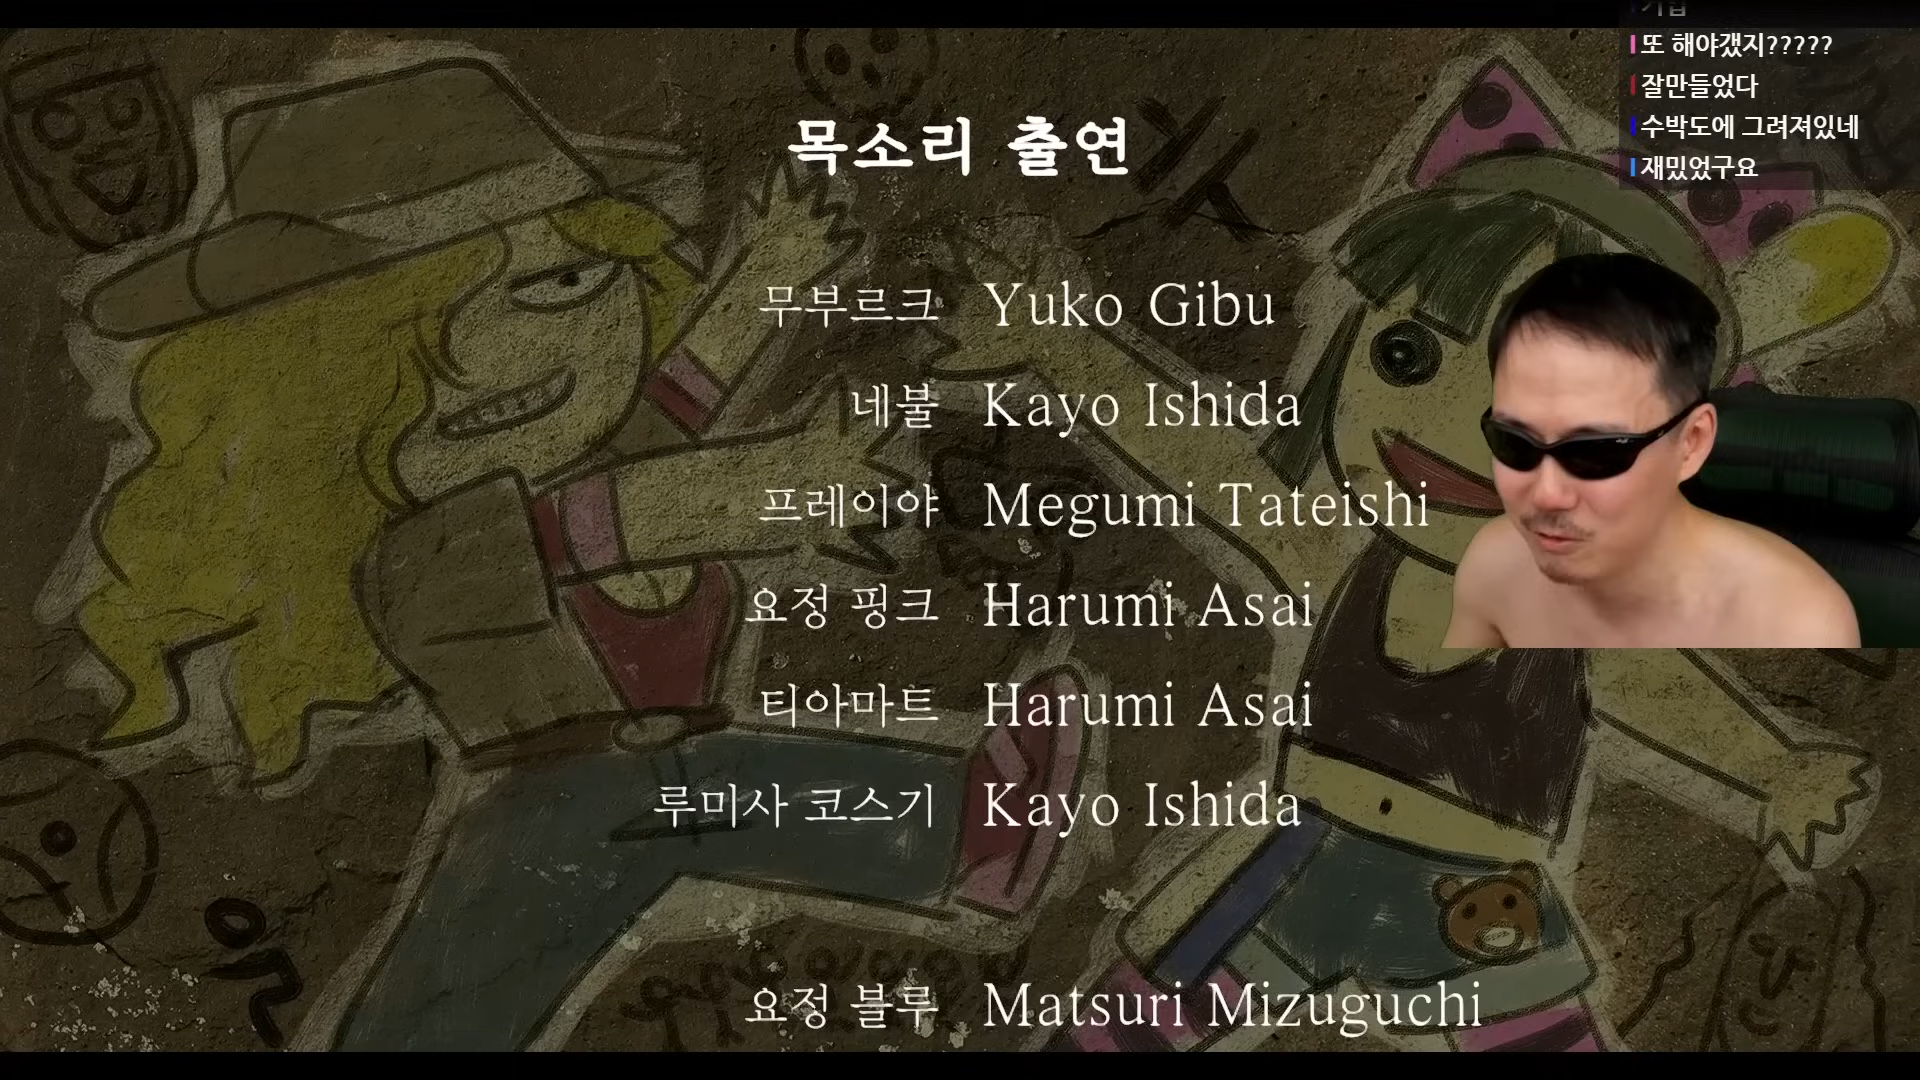 또 해야갰지?????
잘만들었다
수박도에 그려져있네
재밌었구요
목소리 출연
무부르크 Yuko Gibu
네불 Kayo Ishida
프레이야 Megumi Tateishi
요정 핑크 Harumi Asai
티아마트 Harumi Asai
루미사 코스기 Kayo Ishida
요정 블루 Matsuri Mizuguchi